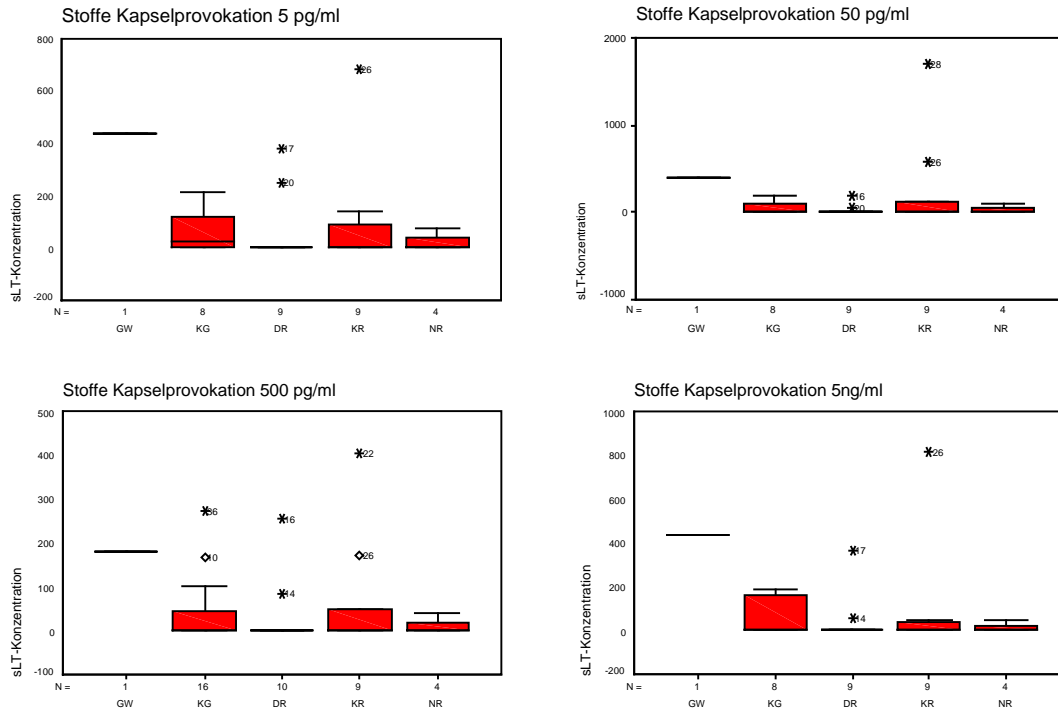 Stoffe Kapselprovokation 5 pg/ml
800
600
400
200
0
-200
sLT-Konzentration
26
17
20
N =
1 8 9 9 4
GW KG DR KR NR
Stoffe Kapselprovokation 50 pg/ml
2000
1000
0
-1000
sLT-Konzentration
28
26
16
20
N =
1 8 9 9 4
GW KG DR KR NR
Stoffe Kapselprovokation 500 pg/ml
500
400
300
200
100
0
-100
sLT-Konzentration
22
36
16
10
26
14
N =
1 16 10 9 4
GW KG DR KR NR
Stoffe Kapselprovokation 5ng/ml
1000
800
600
400
200
0
-200
sLT-Konzentration
26
17
14
N =
1 8 9 9 4
GW KG DR KR NR